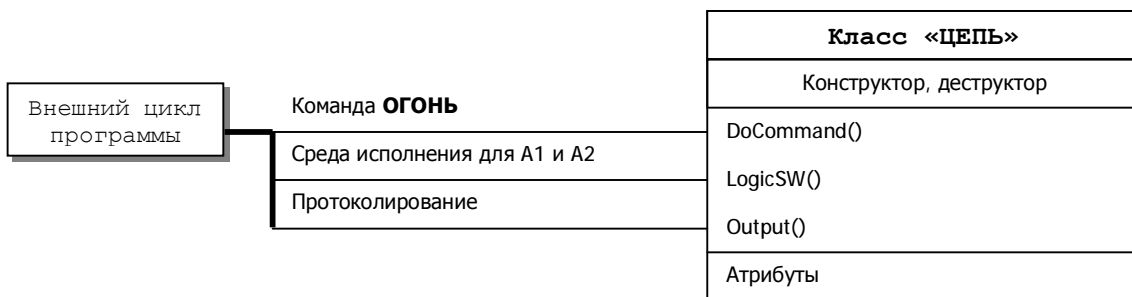 Класс «ЦЕПЬ»
Конструктор, деструктор
Внешний цикл
программы
Команда ОГОНЬ
DoCommand()
Среда исполнения для А1 и А2
LogicSW()
Протоколирование
Output()
Атрибуты